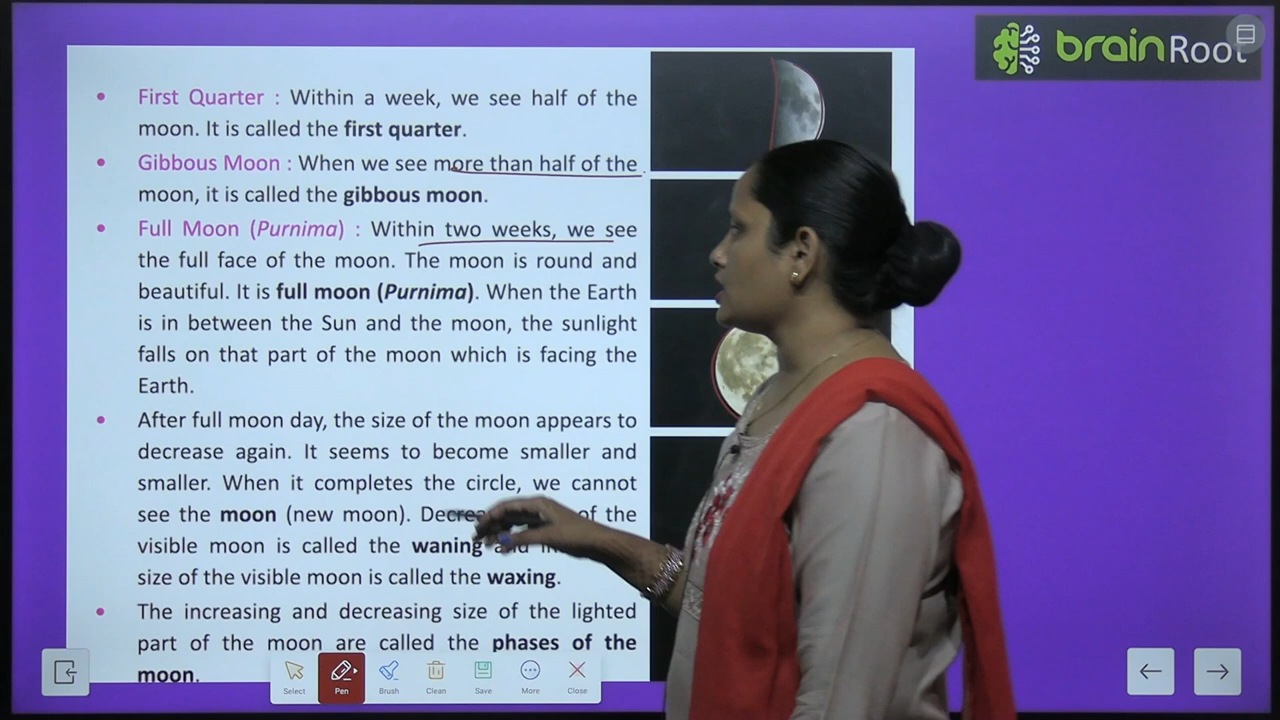 brainRoot
First Quarter : Within a week, we see half of the
moon. It is called the first quarter.
Gibbous Moon : When we see more than half of the
moon, it is called the gibbous moon.
Full Moon (Purnima) : Within two weeks, we see
the full face of the moon. The moon is round and
beautiful. It is full moon (Purnima). When the Earth
is in between the Sun and the moon, the sunlight
falls on that part of the moon which is facing the
Earth.
After full moon day, the size of the moon appears to
decrease again. It seems to become smaller and
smaller. When it completes the circle, we cannot
see the moon (new moon). of the
visible moon is called the waning and
size of the visible moon is called the waxing.
The increasing and decreasing size of the lighted
part of the moon are called the phases of the
moon.
Select Pen Brush Clean Save More Close